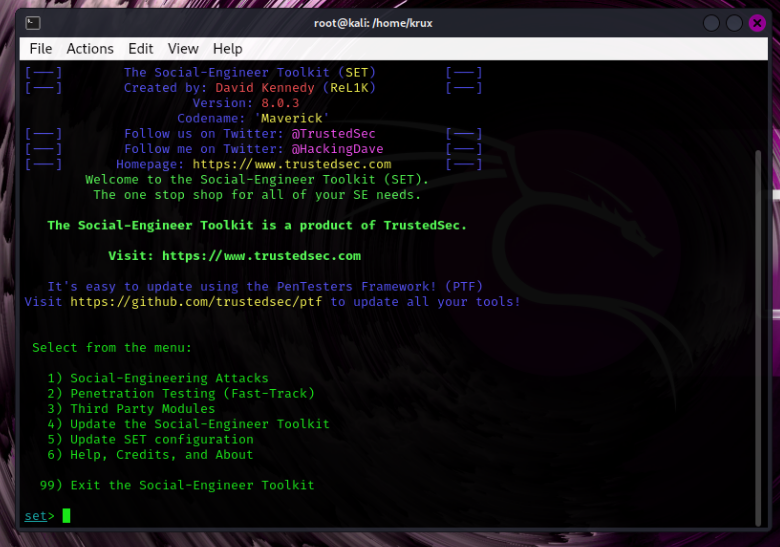 root@kali: /home/krux
File Actions Edit View Help
[---] The Social-Engineer Toolkit (SET) [---]
[---] Created by: David Kennedy (ReL1K) [---]
Version: 8.0.3
Codename: 'Maverick'
[---] Follow us on Twitter: @TrustedSec [---]
[---] Follow me on Twitter: @HackingDave [---]
[---] Homepage: https://www.trustedsec.com [---]
Welcome to the Social-Engineer Toolkit (SET).
The one stop shop for all of your SE needs.
The Social-Engineer Toolkit is a product of TrustedSec.
Visit: https://www.trustedsec.com
It's easy to update using the PenTesters Framework! (PTF)
Visit https://github.com/trustedsec/ptf to update all your tools!
Select from the menu:
1) Social-Engineering Attacks
2) Penetration Testing (Fast-Track)
3) Third Party Modules
4) Update the Social-Engineer Toolkit
5) Update SET configuration
6) Help, Credits, and About
99) Exit the Social-Engineer Toolkit
set>